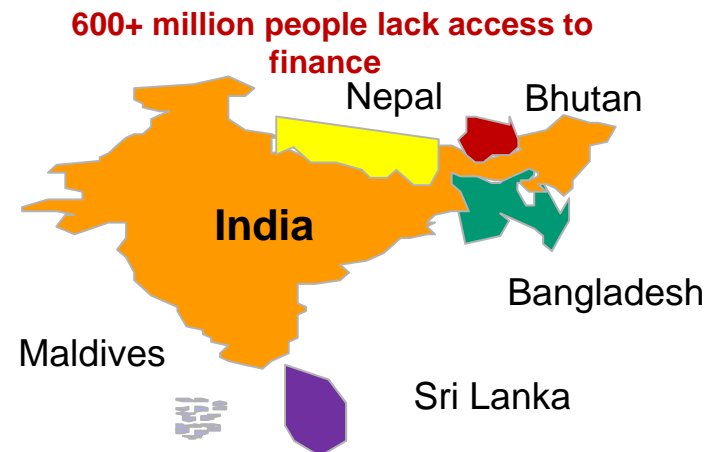 600+ million people lack access to
finance
Nepal
Bhutan
India
Bangladesh
Maldives
Sri Lanka